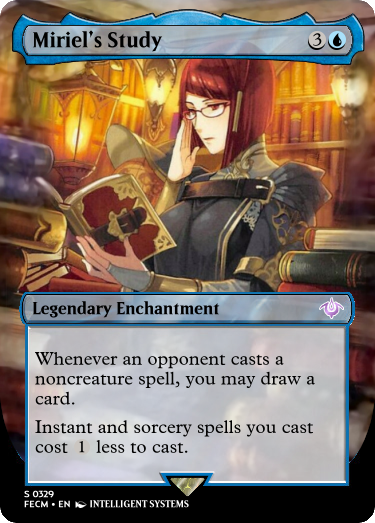 Miriel's Study 3
Legendary Enchantment
Whenever an opponent casts a
noncreature spell, you may draw a
card.
Instant and sorcery spells you cast
cost 1 less to cast.
S 0329
FECM • EN INTELLIGENT SYSTEMS